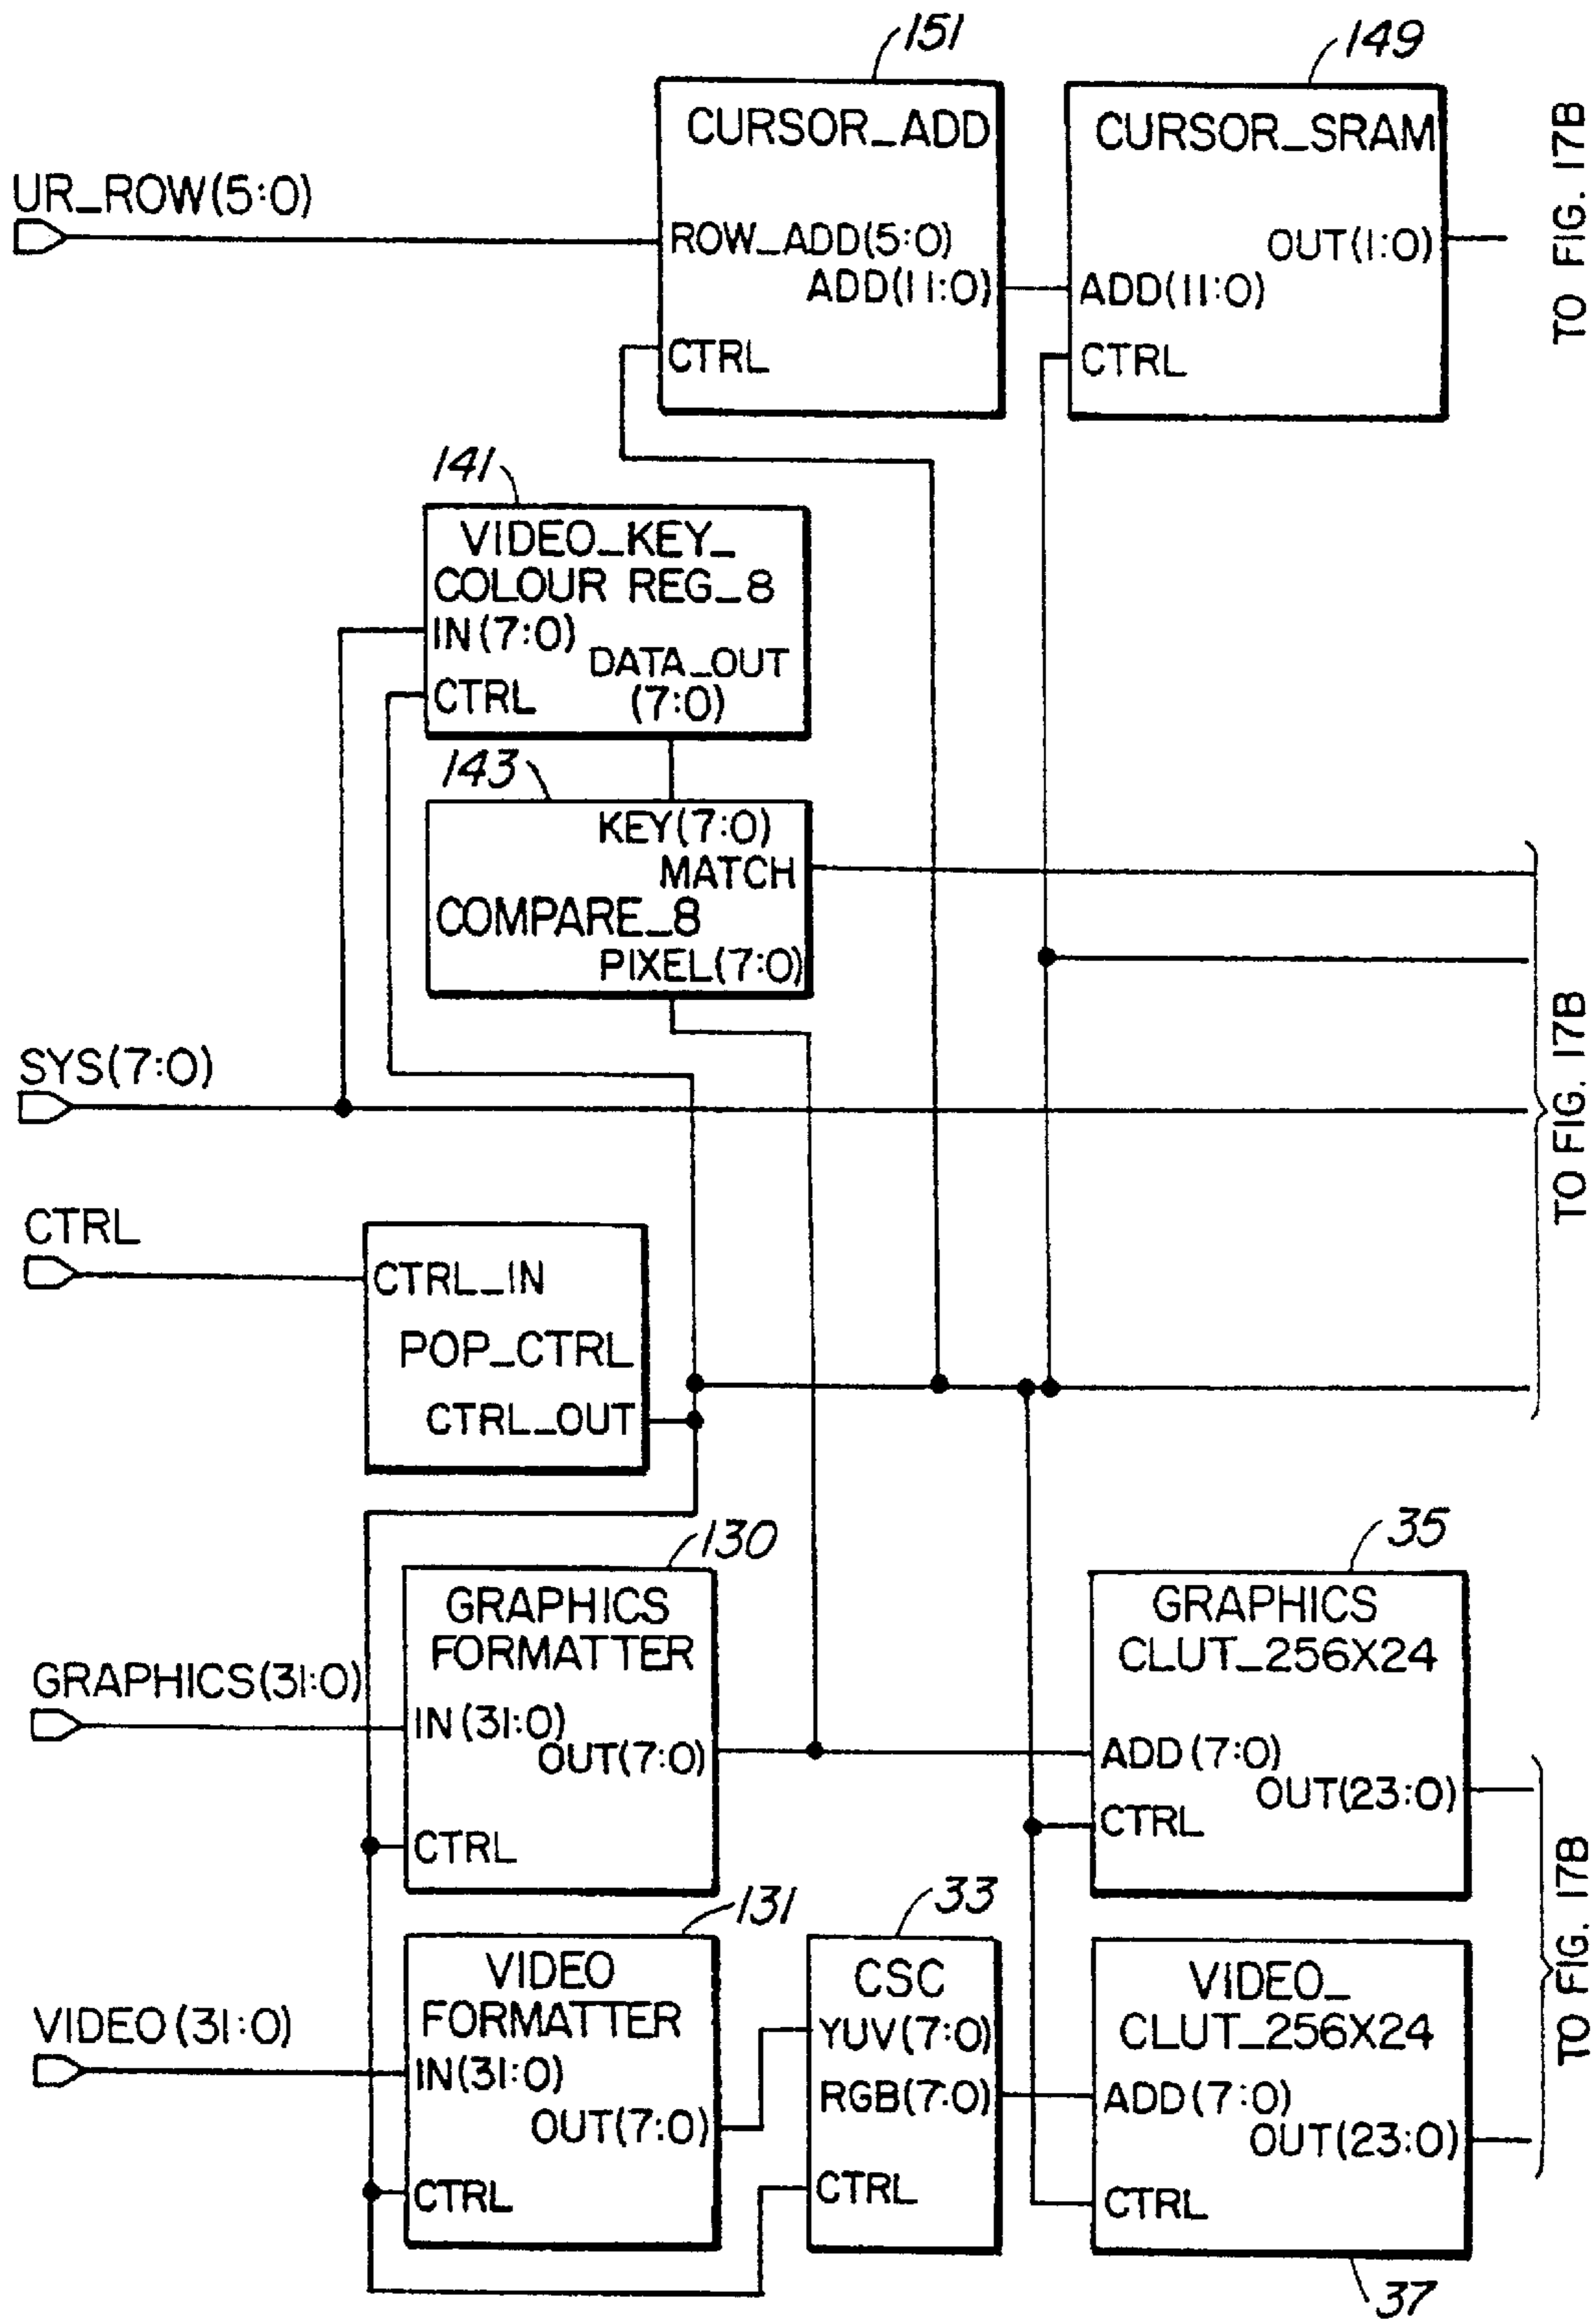 151
149
CURSOR_ADD
CURSOR_SRAM
UR_ROW(5:0)
ROW_ADD(5:0)
OUT(1:0)
ADD(11:0)
ADD(11:0)
CTRL
CTRL
TO FIG. 17B
141
VIDEO_KEY_
COLOUR REG_8
IN(7:0)
DATA_OUT
(7:0)
CTRL
143
KEY(7:0)
MATCH
COMPARE_8
PIXEL(7:0)
SYS(7:0)
TO FIG. 17B
CTRL
CTRL_IN
POP_CTRL
CTRL_OUT
130
35
GRAPHICS
FORMATTER
GRAPHICS
CLUT_256X24
GRAPHICS(31:0)
IN(31:0)
OUT(7:0)
ADD(7:0)
OUT(23:0)
CTRL
CTRL
131
33
VIDEO
FORMATTER
CSC
VIDEO_
CLUT_256X24
VIDEO(31:0)
IN(31:0)
OUT(7:0)
YUV(7:0)
RGB(7:0)
ADD(7:0)
OUT(23:0)
CTRL
CTRL
CTRL
TO FIG. 17B
37